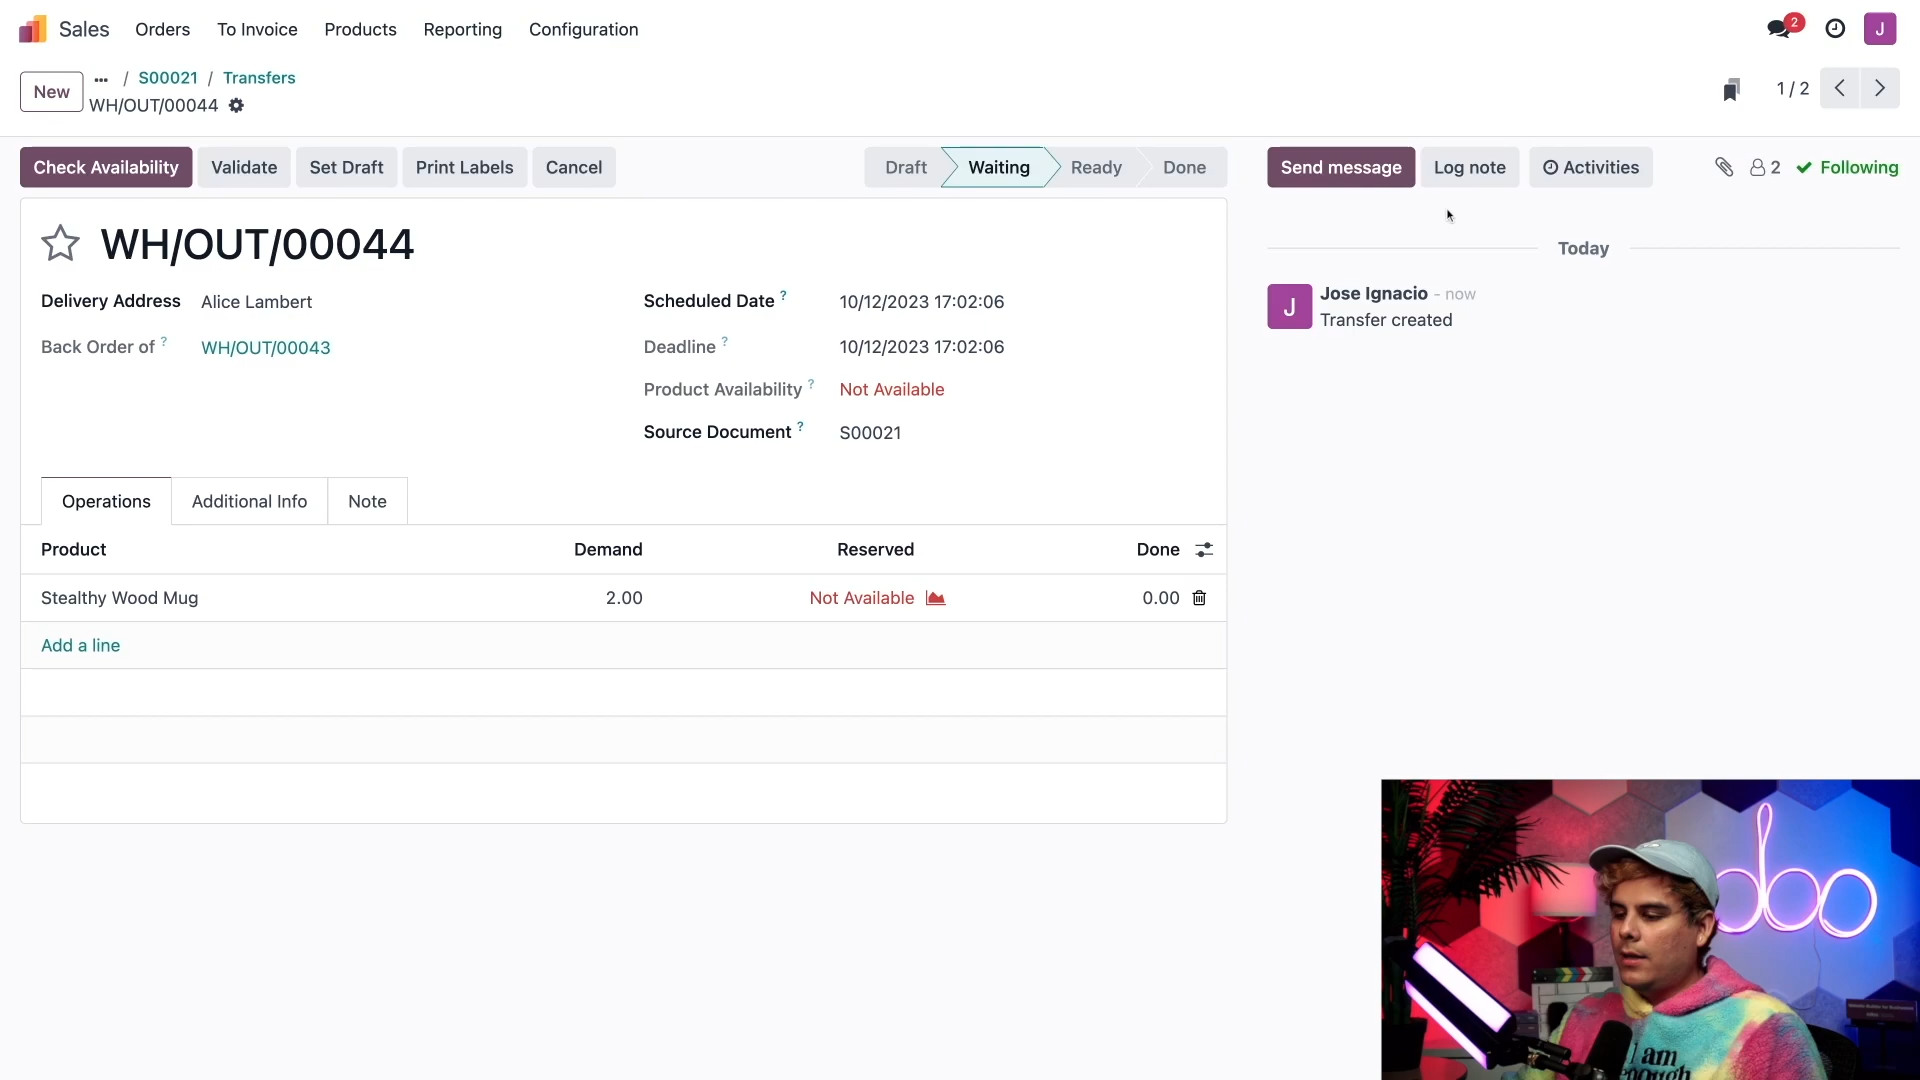 Sales Orders To Invoice Products Reporting Configuration 2 J
New ... / S00021 / Transfers
WH/OUT/00044
1 / 2
Check Availability Validate Set Draft Print Labels Cancel Draft Waiting Ready Done Send message Log note Activities 2 Following
WH/OUT/00044
Today
Delivery Address Alice Lambert Scheduled Date ? 10/12/2023 17:02:06
J Jose Ignacio - now
Transfer created
Back Order of ? WH/OUT/00043 Deadline ? 10/12/2023 17:02:06
Product Availability ? Not Available
Source Document ? S00021
Operations Additional Info Note
Product Demand Reserved Done
Stealthy Wood Mug 2.00 Not Available 0.00
Add a line
I am
enough